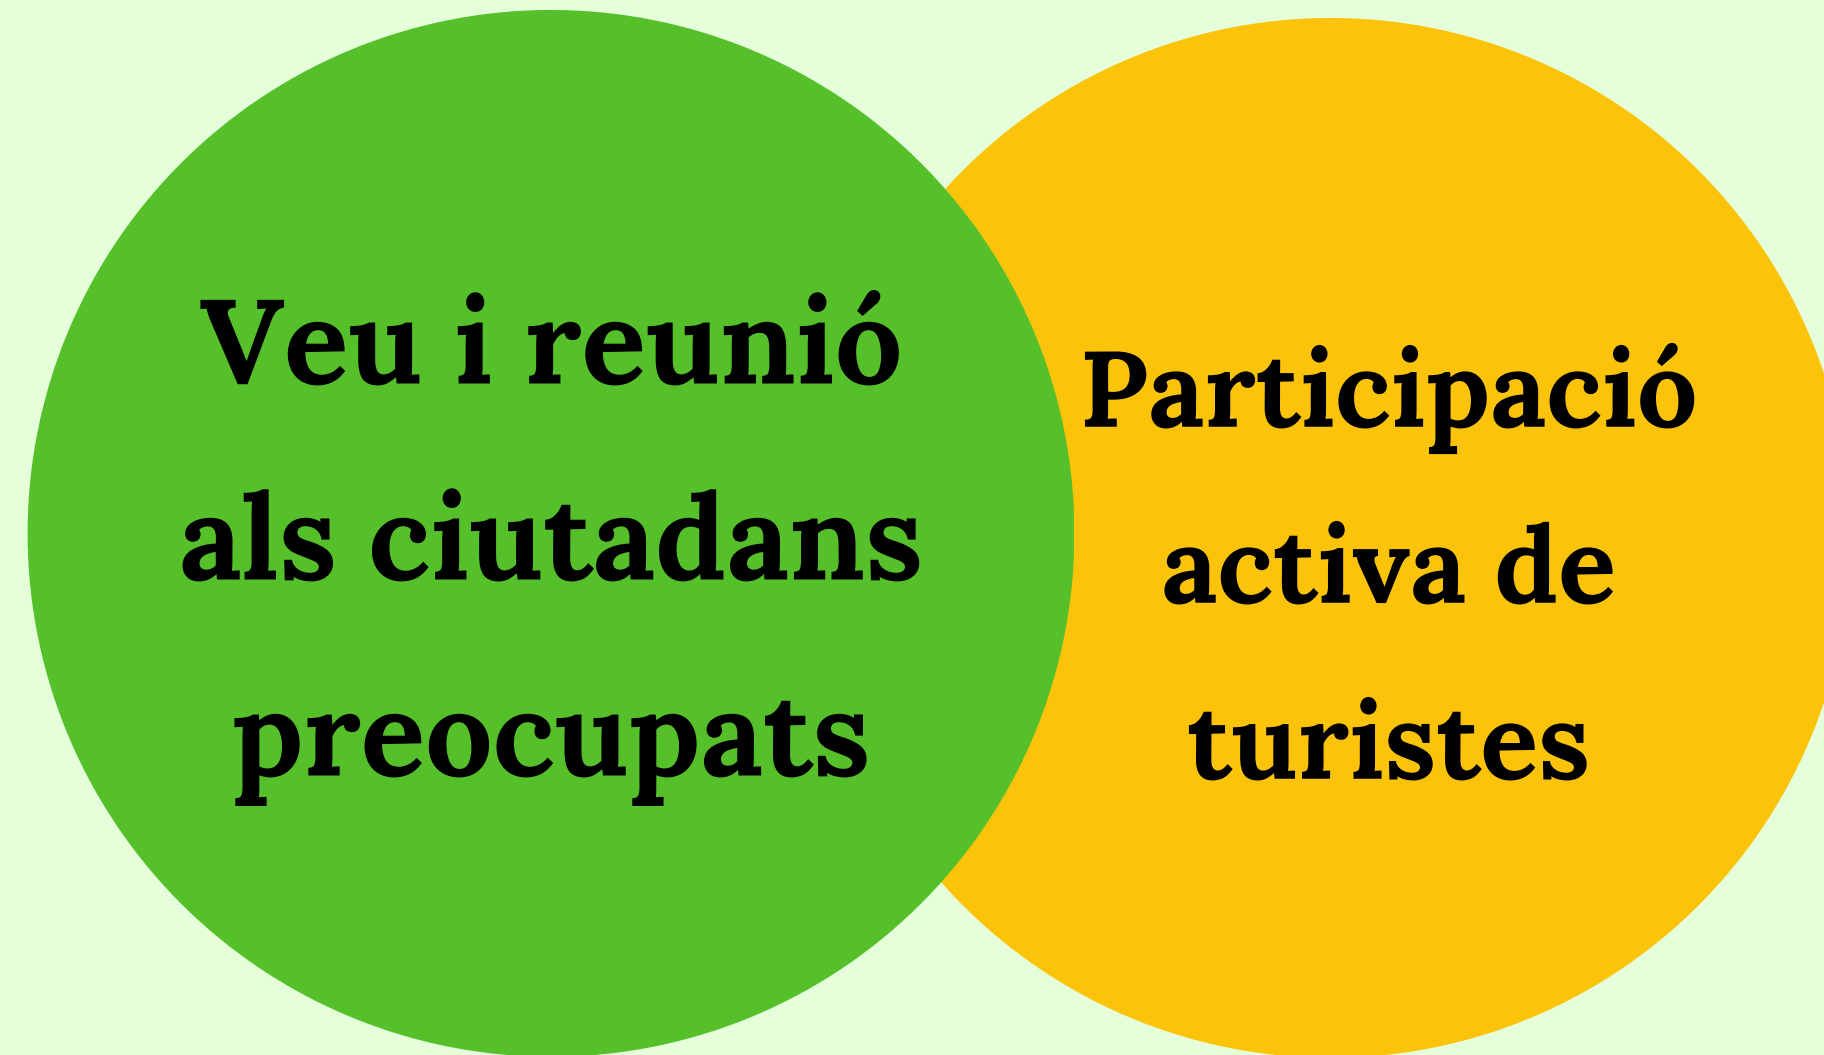 Veu i reunió
als ciutadans
preocupats
Participació
activa de
turistes